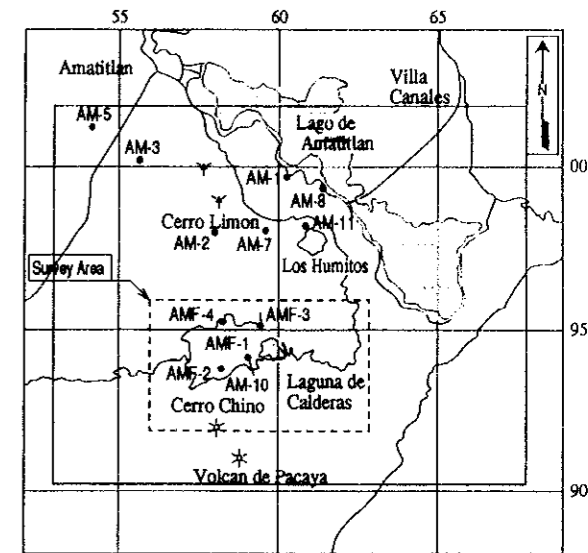 55 60 65
Amatitlan
Villa
Canales
N
AM-5
Lago de
Amatitlan
AM-3
00
AM-1
AM-8
Cerro Limon
AM-11
AM-2
AM-7
Los Humitos
Survey Area
AMF-4
AMF-3
95
AMF-1
AMF-2
AM-10
Laguna de
Calderas
Cerro Chino
Volcan de Pacaya
90